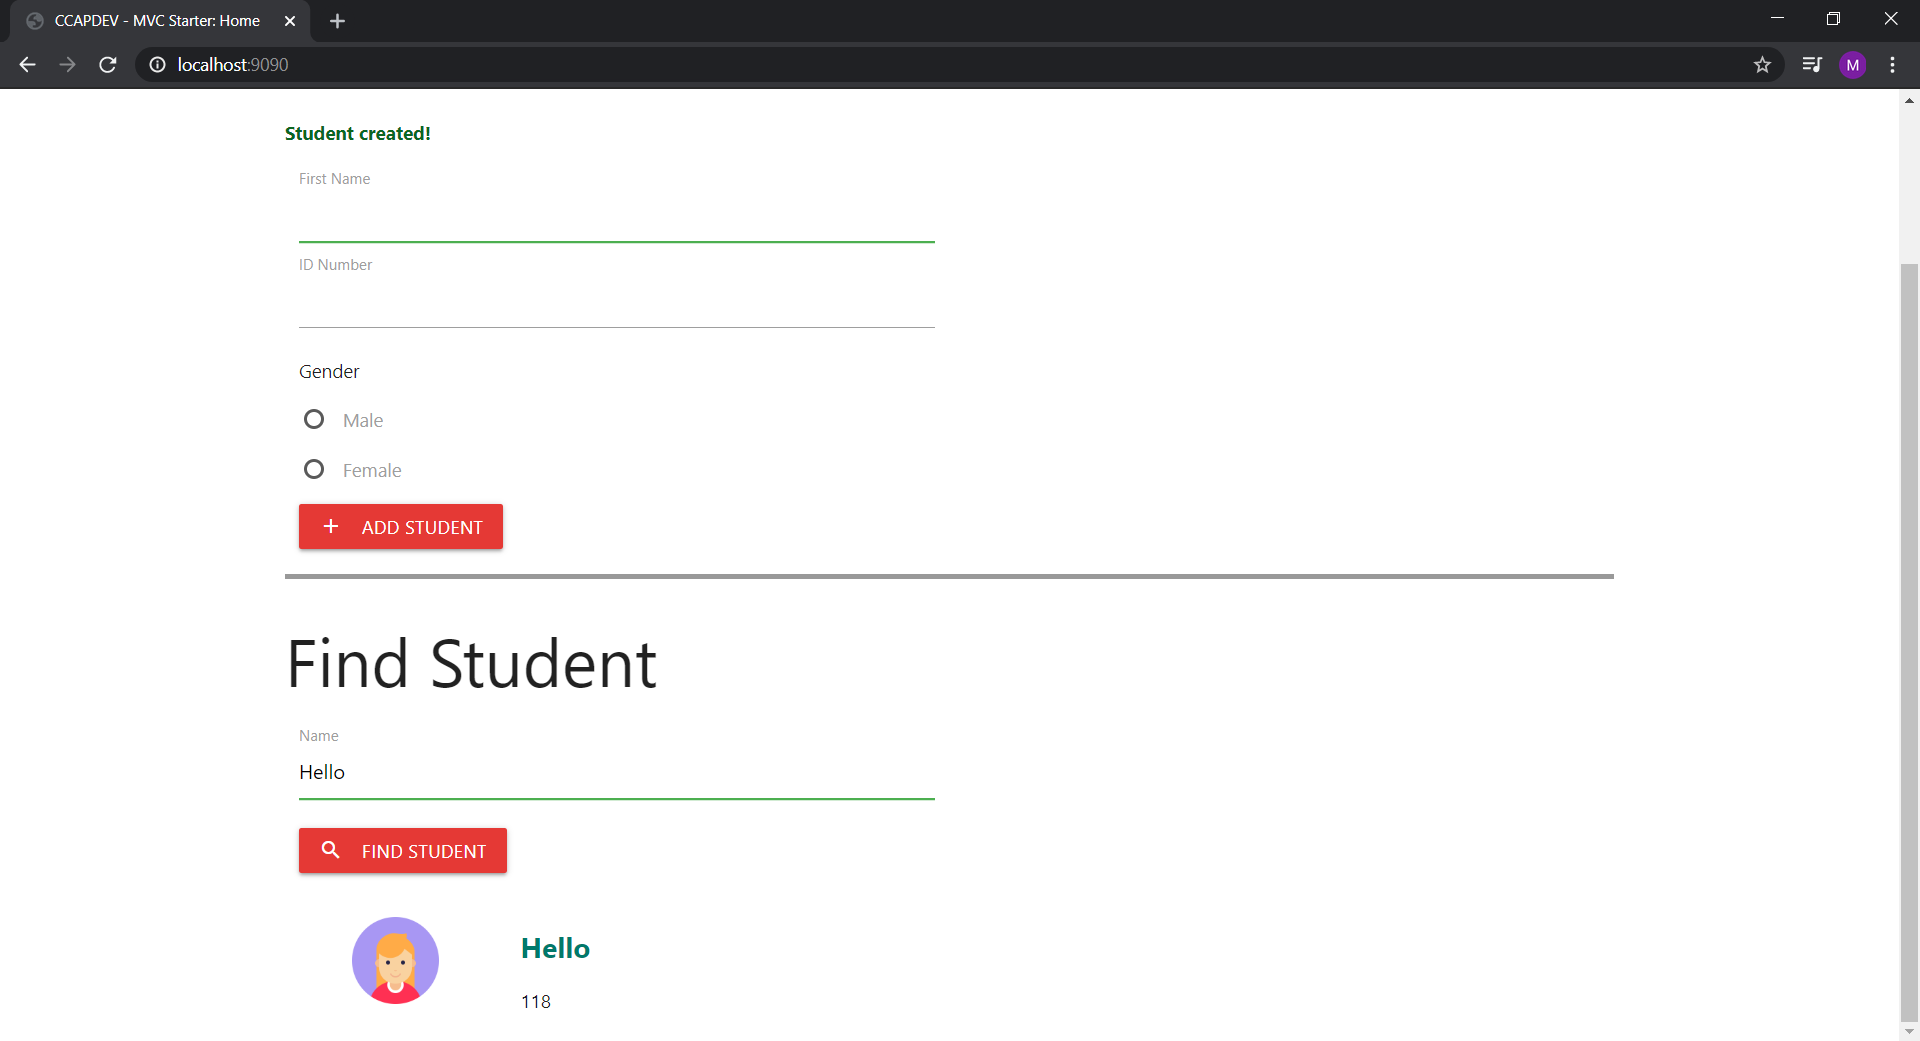 CCAPDEV - MVC Starter: Home
localhost:9090
M
Student created!
First Name
ID Number
Gender
Male
Female
ADD STUDENT
Find Student
Name
Hello
FIND STUDENT
Hello
118